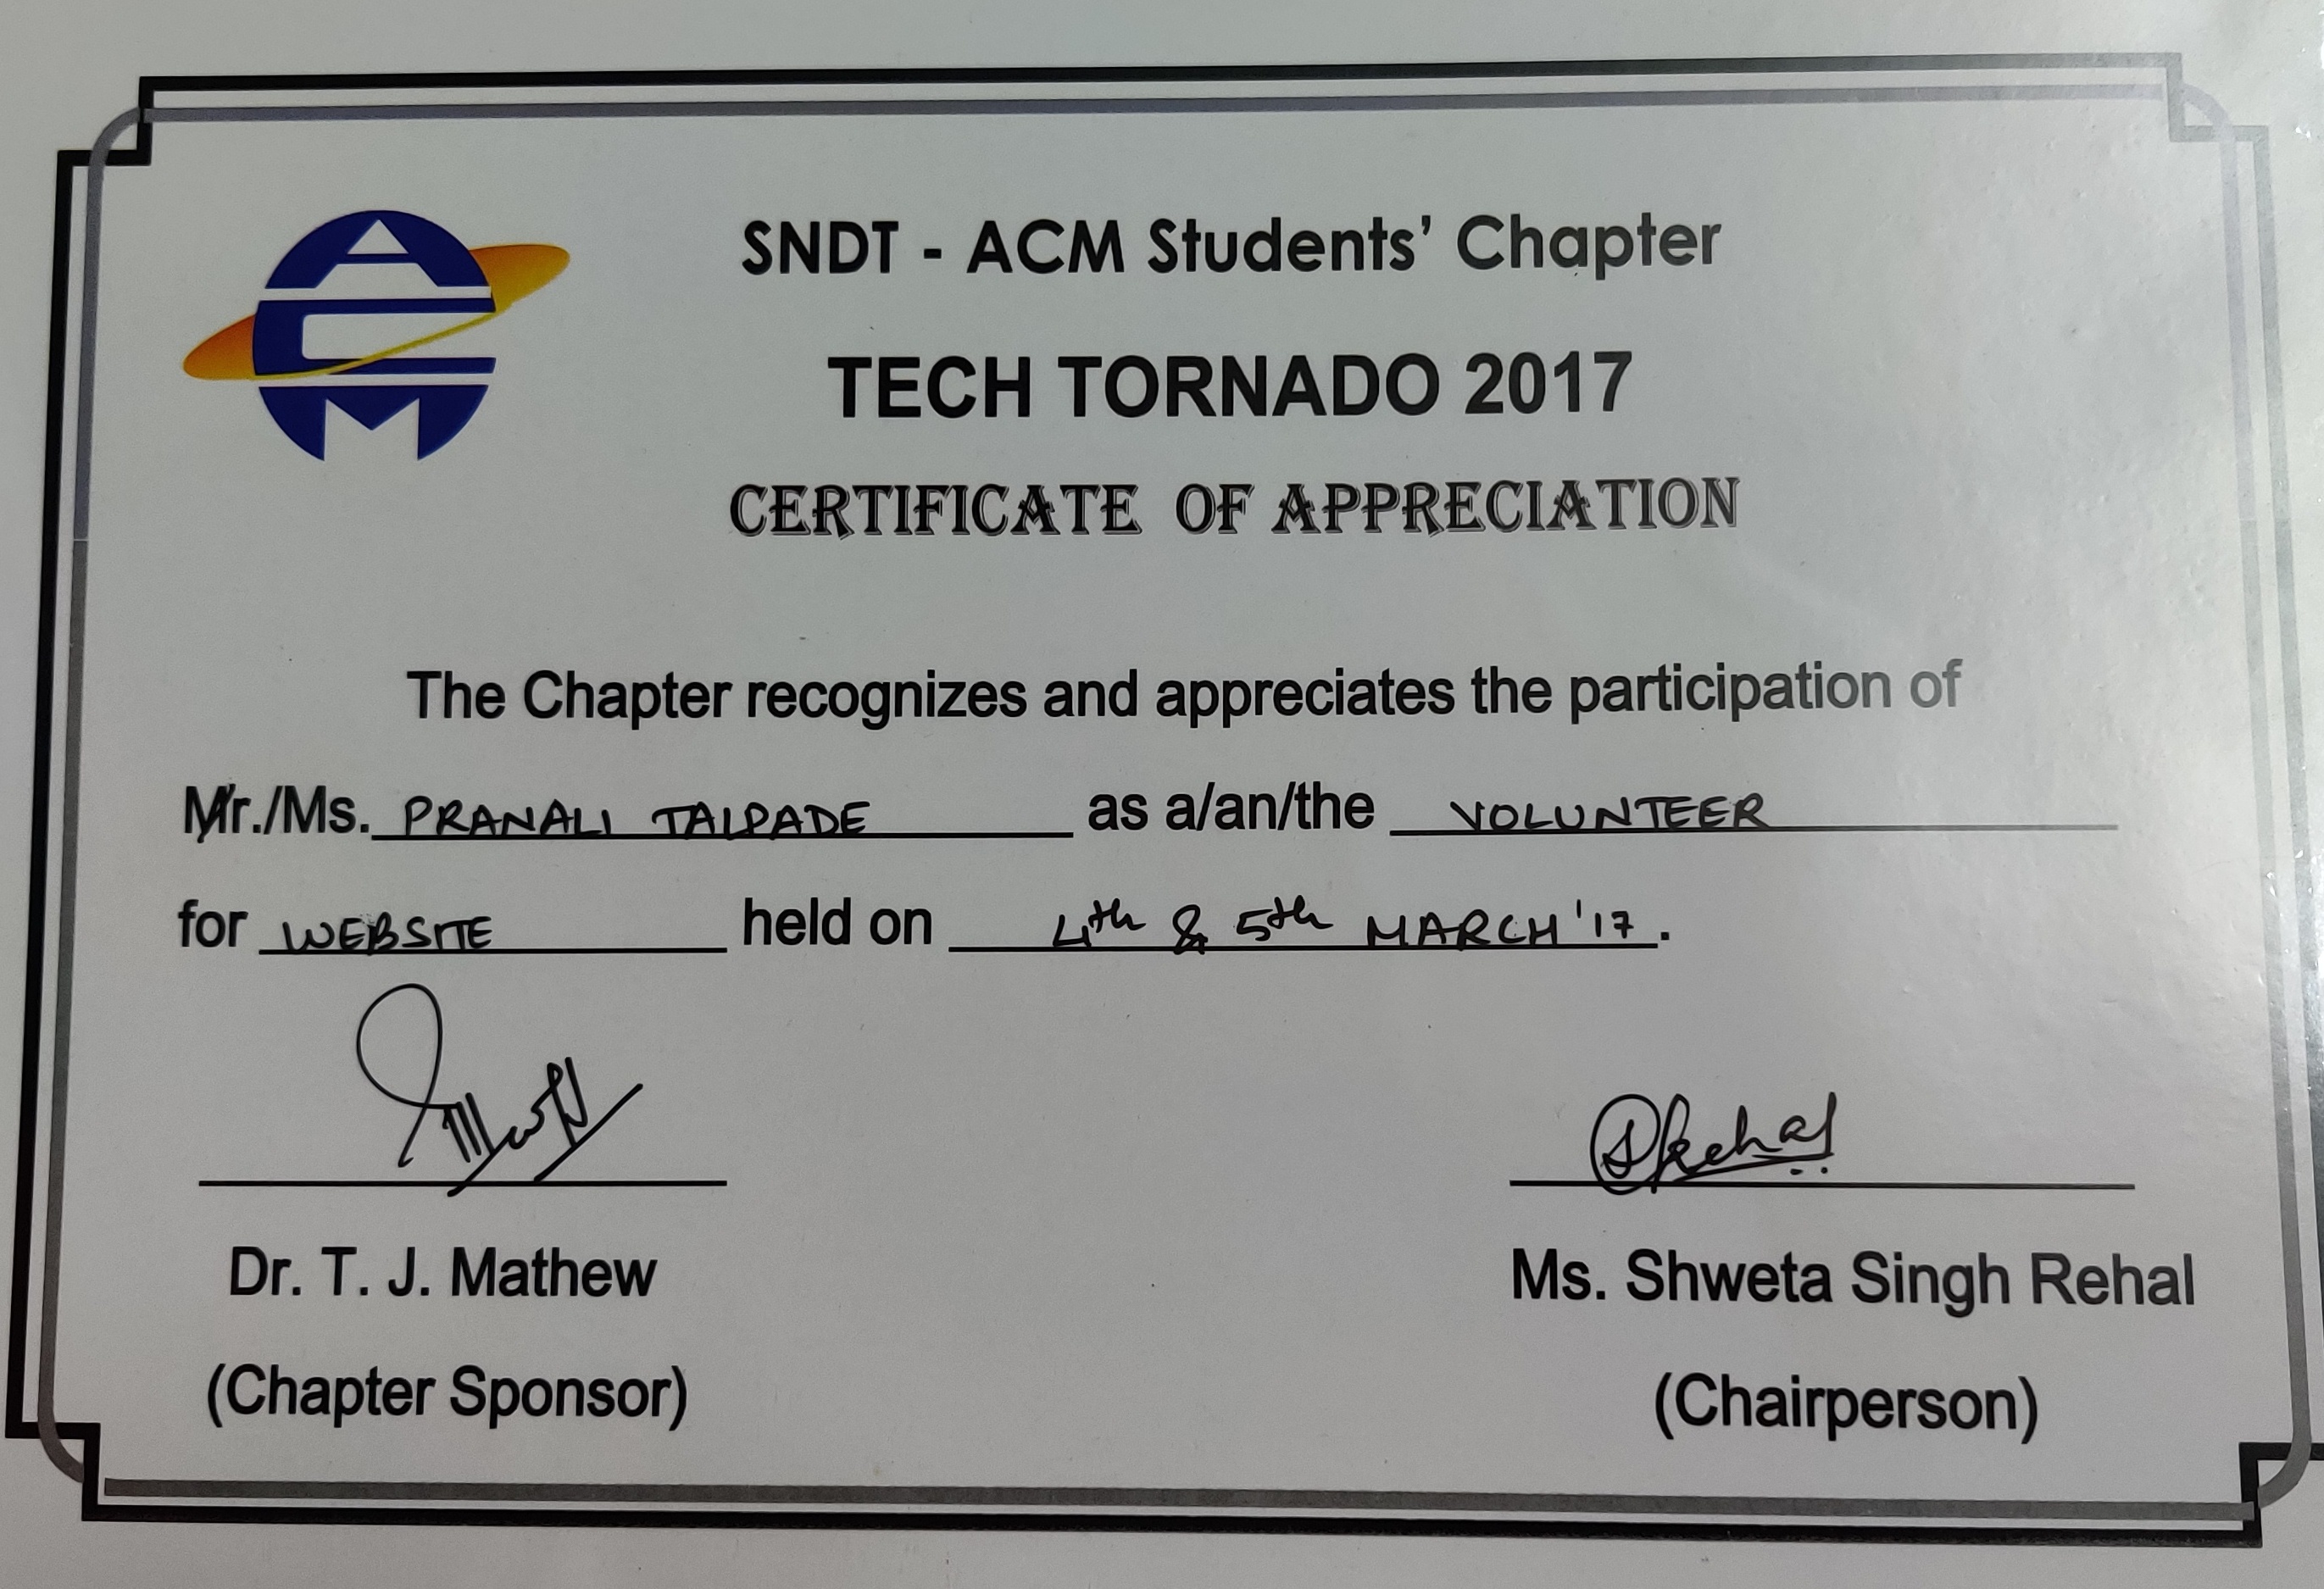 ACM
SNDT - ACM Students' Chapter
TECH TORNADO 2017
CERTIFICATE OF APPRECIATION
The Chapter recognizes and appreciates the participation of
Mr./Ms. PRANALI TALPADE as a/an/the VOLUNTEER
for WEBSITE held on 4th & 5th MARCH '17.
SRehal
Dr. T. J. Mathew Ms. Shweta Singh Rehal
(Chapter Sponsor) (Chairperson)